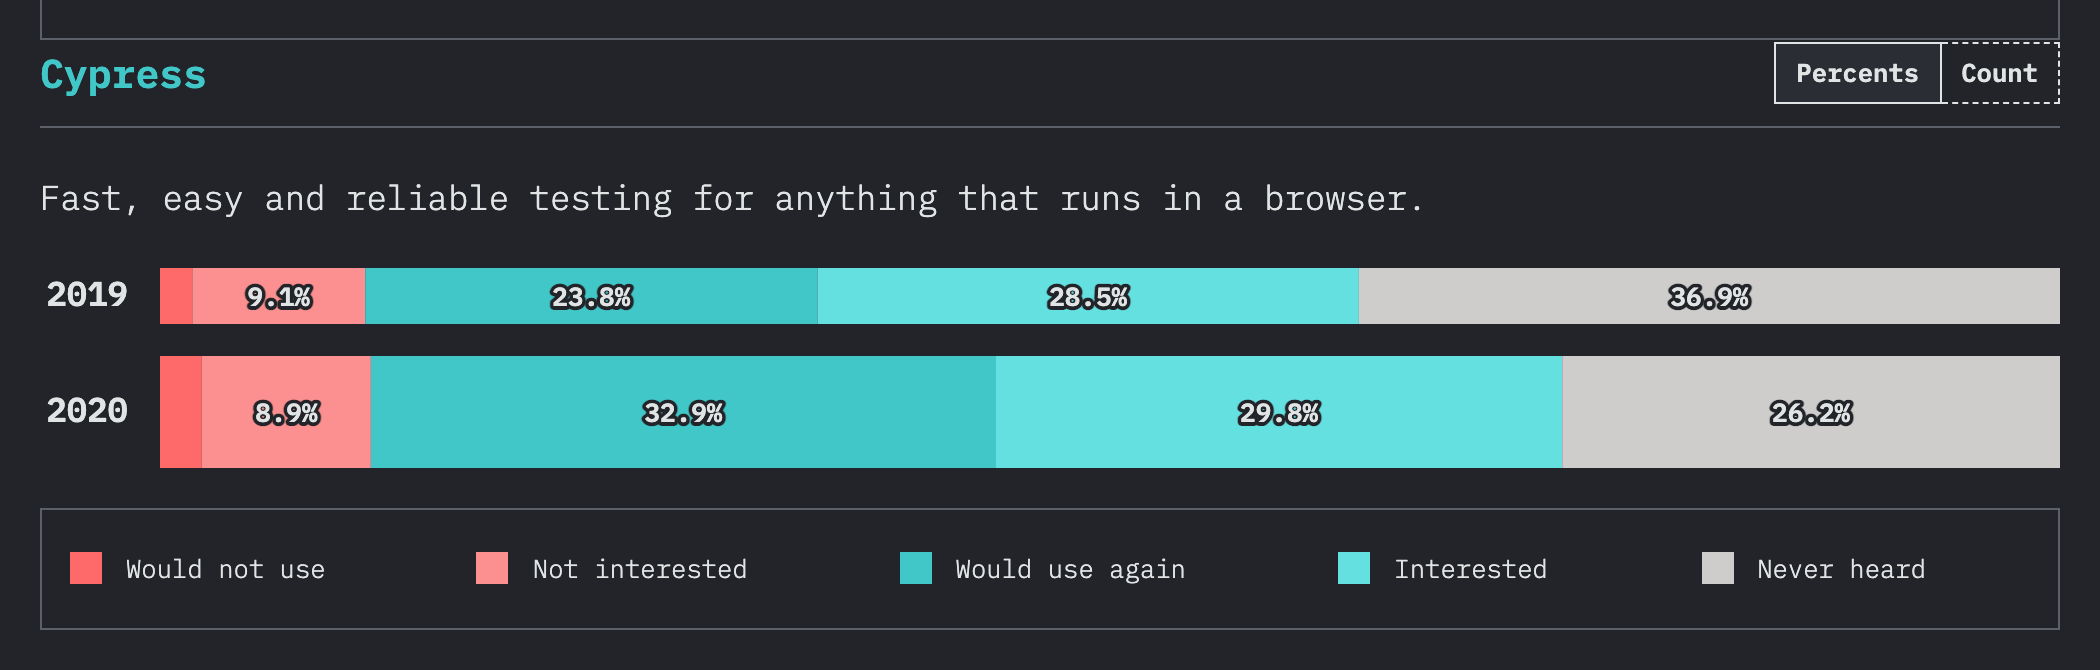 Cypress
Percents Count
Fast, easy and reliable testing for anything that runs in a browser.
2019 9.1% 23.8% 28.5% 36.9%
2020 8.9% 32.9% 29.8% 26.2%
Would not use Not interested Would use again Interested Never heard